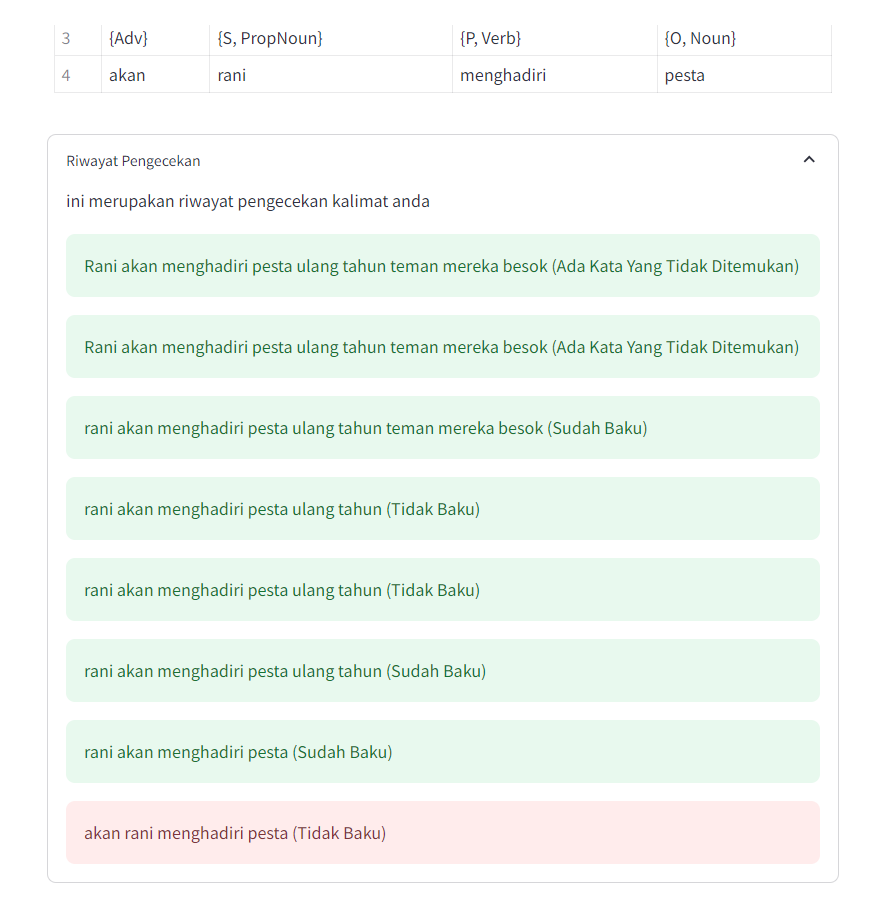 3 {Adv} {S, PropNoun} {P, Verb} {O, Noun}
4 akan rani menghadiri pesta
Riwayat Pengecekan
ini merupakan riwayat pengecekan kalimat anda
Rani akan menghadiri pesta ulang tahun teman mereka besok (Ada Kata Yang Tidak Ditemukan)
Rani akan menghadiri pesta ulang tahun teman mereka besok (Ada Kata Yang Tidak Ditemukan)
rani akan menghadiri pesta ulang tahun teman mereka besok (Sudah Baku)
rani akan menghadiri pesta ulang tahun (Tidak Baku)
rani akan menghadiri pesta ulang tahun (Tidak Baku)
rani akan menghadiri pesta ulang tahun (Sudah Baku)
rani akan menghadiri pesta (Sudah Baku)
akan rani menghadiri pesta (Tidak Baku)